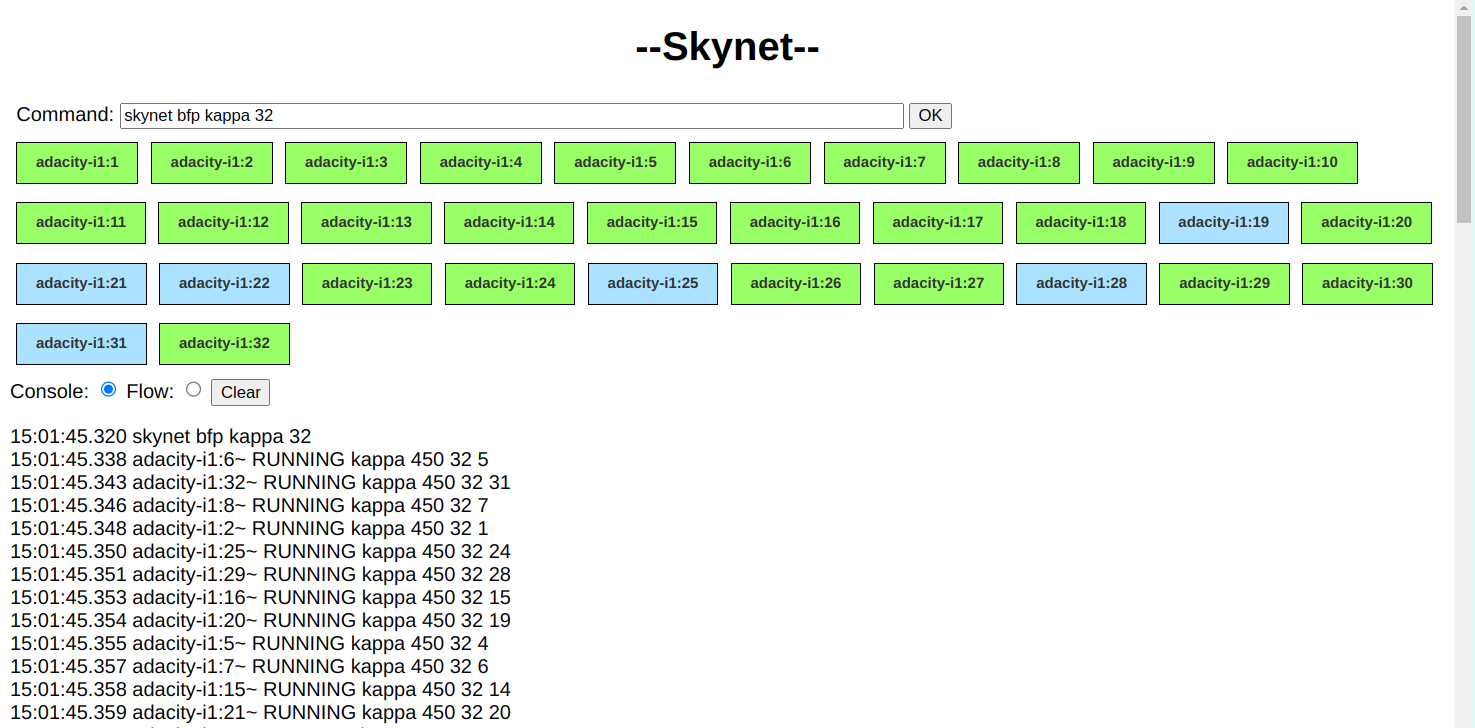 --Skynet--
Command: skynet bfp kappa 32 OK
adacity-i1:1 adacity-i1:2 adacity-i1:3 adacity-i1:4 adacity-i1:5 adacity-i1:6 adacity-i1:7 adacity-i1:8 adacity-i1:9 adacity-i1:10
adacity-i1:11 adacity-i1:12 adacity-i1:13 adacity-i1:14 adacity-i1:15 adacity-i1:16 adacity-i1:17 adacity-i1:18 adacity-i1:19 adacity-i1:20
adacity-i1:21 adacity-i1:22 adacity-i1:23 adacity-i1:24 adacity-i1:25 adacity-i1:26 adacity-i1:27 adacity-i1:28 adacity-i1:29 adacity-i1:30
adacity-i1:31 adacity-i1:32
Console: Flow: Clear
15:01:45.320 skynet bfp kappa 32
15:01:45.338 adacity-i1:6~ RUNNING kappa 450 32 5
15:01:45.343 adacity-i1:32~ RUNNING kappa 450 32 31
15:01:45.346 adacity-i1:8~ RUNNING kappa 450 32 7
15:01:45.348 adacity-i1:2~ RUNNING kappa 450 32 1
15:01:45.350 adacity-i1:25~ RUNNING kappa 450 32 24
15:01:45.351 adacity-i1:29~ RUNNING kappa 450 32 28
15:01:45.353 adacity-i1:16~ RUNNING kappa 450 32 15
15:01:45.354 adacity-i1:20~ RUNNING kappa 450 32 19
15:01:45.355 adacity-i1:5~ RUNNING kappa 450 32 4
15:01:45.357 adacity-i1:7~ RUNNING kappa 450 32 6
15:01:45.358 adacity-i1:15~ RUNNING kappa 450 32 14
15:01:45.359 adacity-i1:21~ RUNNING kappa 450 32 20